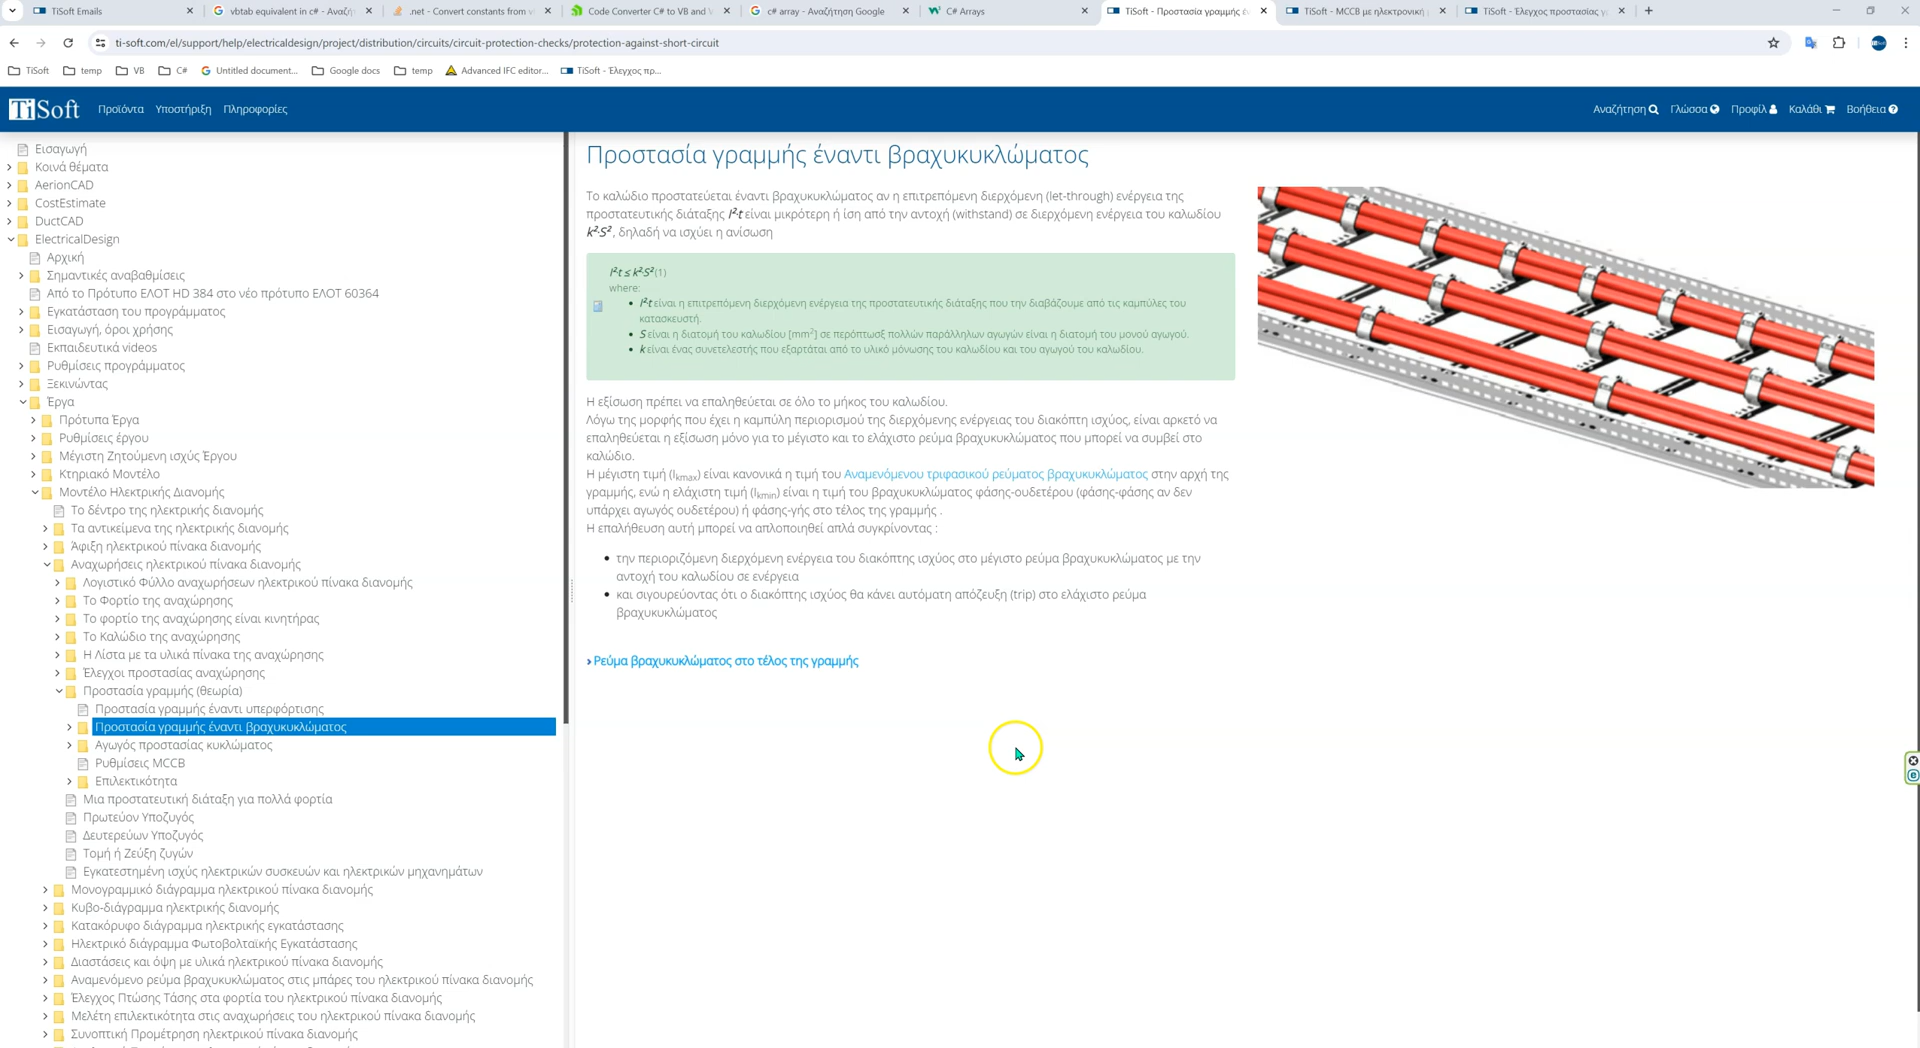 TiSoft Emails
vbtab equivalent in c# - Αναζήτ
.net - Convert constants from vb
Code Converter C# to VB and V
c# array - Αναζήτηση Google
C# Arrays
TiSoft - Προστασία γραμμής έν
TiSoft - MCCB με ηλεκτρονική
TiSoft - Έλεγχος προστασίας γ
ti-soft.com/el/support/help/electricaldesign/project/distribution/circuits/circuit-protection-checks/protection-against-short-circuit
TiSoft
temp
VB
C#
Untitled document...
Google docs
temp
Advanced IFC editor...
TiSoft - Έλεγχος πρ...
TiSoft
Προϊόντα
Υποστήριξη
Πληροφορίες
Αναζήτηση
Γλώσσα
Προφίλ
Καλάθι
Βοήθεια
Εισαγωγή
Κοινά θέματα
AerionCAD
CostEstimate
DuctCAD
ElectricalDesign
Αρχική
Σημαντικές αναβαθμίσεις
Από το Πρότυπο ΕΛΟΤ HD 384 στο νέο πρότυπο ΕΛΟΤ 60364
Εγκατάσταση του προγράμματος
Εισαγωγή, όροι χρήσης
Εκπαιδευτικά videos
Ρυθμίσεις προγράμματος
Ξεκινώντας
Έργα
Πρότυπα Έργα
Ρυθμίσεις έργου
Μέγιστη Ζητούμενη ισχύς Έργου
Κτηριακό Μοντέλο
Μοντέλο Ηλεκτρικής Διανομής
Το δέντρο της ηλεκτρικής διανομής
Τα αντικείμενα της ηλεκτρικής διανομής
Άφιξη ηλεκτρικού πίνακα διανομής
Αναχωρήσεις ηλεκτρικού πίνακα διανομής
Λογιστικό Φύλλο αναχωρήσεων ηλεκτρικού πίνακα διανομής
Το Φορτίο της αναχώρησης
Το φορτίο της αναχώρησης είναι κινητήρας
Το Καλώδιο της αναχώρησης
Η Λίστα με τα υλικά πίνακα της αναχώρησης
Έλεγχοι προστασίας αναχώρησης
Προστασία γραμμής (θεωρία)
Προστασία γραμμής έναντι υπερφόρτισης
Προστασία γραμμής έναντι βραχυκυκλώματος
Αγωγός προστασίας κυκλώματος
Ρυθμίσεις MCCB
Επιλεκτικότητα
Μια προστατευτική διάταξη για πολλά φορτία
Πρωτεύον Υποζυγός
Δευτερεύων Υποζυγός
Τομή ή Ζεύξη ζυγών
Εγκατεστημένη ισχύς ηλεκτρικών συσκευών και ηλεκτρικών μηχανημάτων
Μονογραμμικό διάγραμμα ηλεκτρικού πίνακα διανομής
Κυβο-διάγραμμα ηλεκτρικής διανομής
Κατακόρυφο διάγραμμα ηλεκτρικής εγκατάστασης
Ηλεκτρικό διάγραμμα Φωτοβολταϊκής Εγκατάστασης
Διαστάσεις και όψη με υλικά ηλεκτρικού πίνακα διανομής
Αναμενόμενο ρεύμα βραχυκυκλώματος στις μπάρες του ηλεκτρικού πίνακα διανομής
Έλεγχος Πτώσης Τάσης στα φορτία του ηλεκτρικού πίνακα διανομής
Μελέτη επιλεκτικότητα στις αναχωρήσεις του ηλεκτρικού πίνακα διανομής
Συνοπτική Προμέτρηση ηλεκτρικού πίνακα διανομής
Προστασία γραμμής έναντι βραχυκυκλώματος
Το καλώδιο προστατεύεται έναντι βραχυκυκλώματος αν η επιτρεπόμενη διερχόμενη (let-through) ενέργεια της
προστατευτικής διάταξης I²t είναι μικρότερη ή ίση από την αντοχή (withstand) σε διερχόμενη ενέργεια του καλωδίου
k²S², δηλαδή να ισχύει η ανίσωση
I²t ≤ k²S² (1)
where:
• I²t είναι η επιτρεπόμενη διερχόμενη ενέργεια της προστατευτικής διάταξης που την διαβάζουμε από τις καμπύλες του
κατασκευστή.
• S είναι η διατομή του καλωδίου [mm²] σε περόπτωσξ πολλών παράλληλων αγωγών είναι η διατομή του μονού αγωγού.
• k είναι ένας συνετελεστής που εξαρτάται από το υλικό μόνωσης του καλωδίου και του αγωγού του καλωδίου.
Η εξίσωση πρέπει να επαληθεύεται σε όλο το μήκος του καλωδίου.
Λόγω της μορφής που έχει η καμπύλη περιορισμού της διερχόμενης ενέργειας του διακόπτη ισχύος, είναι αρκετό να
επαληθεύεται η εξίσωση μόνο για το μέγιστο και το ελάχιστο ρεύμα βραχυκυκλώματος που μπορεί να συμβεί στο
καλώδιο.
Η μέγιστη τιμή (Ikmax) είναι κανονικά η τιμή του Αναμενόμενου τριφασικού ρεύματος βραχυκυκλώματος στην αρχή της
γραμμής, ενώ η ελάχιστη τιμή (Ikmin) είναι η τιμή του βραχυκυκλώματος φάσης-ουδετέρου (φάσης-φάσης αν δεν
υπάρχει αγωγός ουδετέρου) ή φάσης-γής στο τέλος της γραμμής .
Η επαλήθευση αυτή μπορεί να απλοποιηθεί απλά συγκρίνοντας :
• την περιοριζόμενη διερχόμενη ενέργεια του διακόπτης ισχύος στο μέγιστο ρεύμα βραχυκυκλώματος με την
αντοχή του καλωδίου σε ενέργεια
• και σιγουρεύοντας ότι ο διακόπτης ισχύος θα κάνει αυτόματη απόζευξη (trip) στο ελάχιστο ρεύμα
βραχυκυκλώματος
› Ρεύμα βραχυκυκλώματος στο τέλος της γραμμής